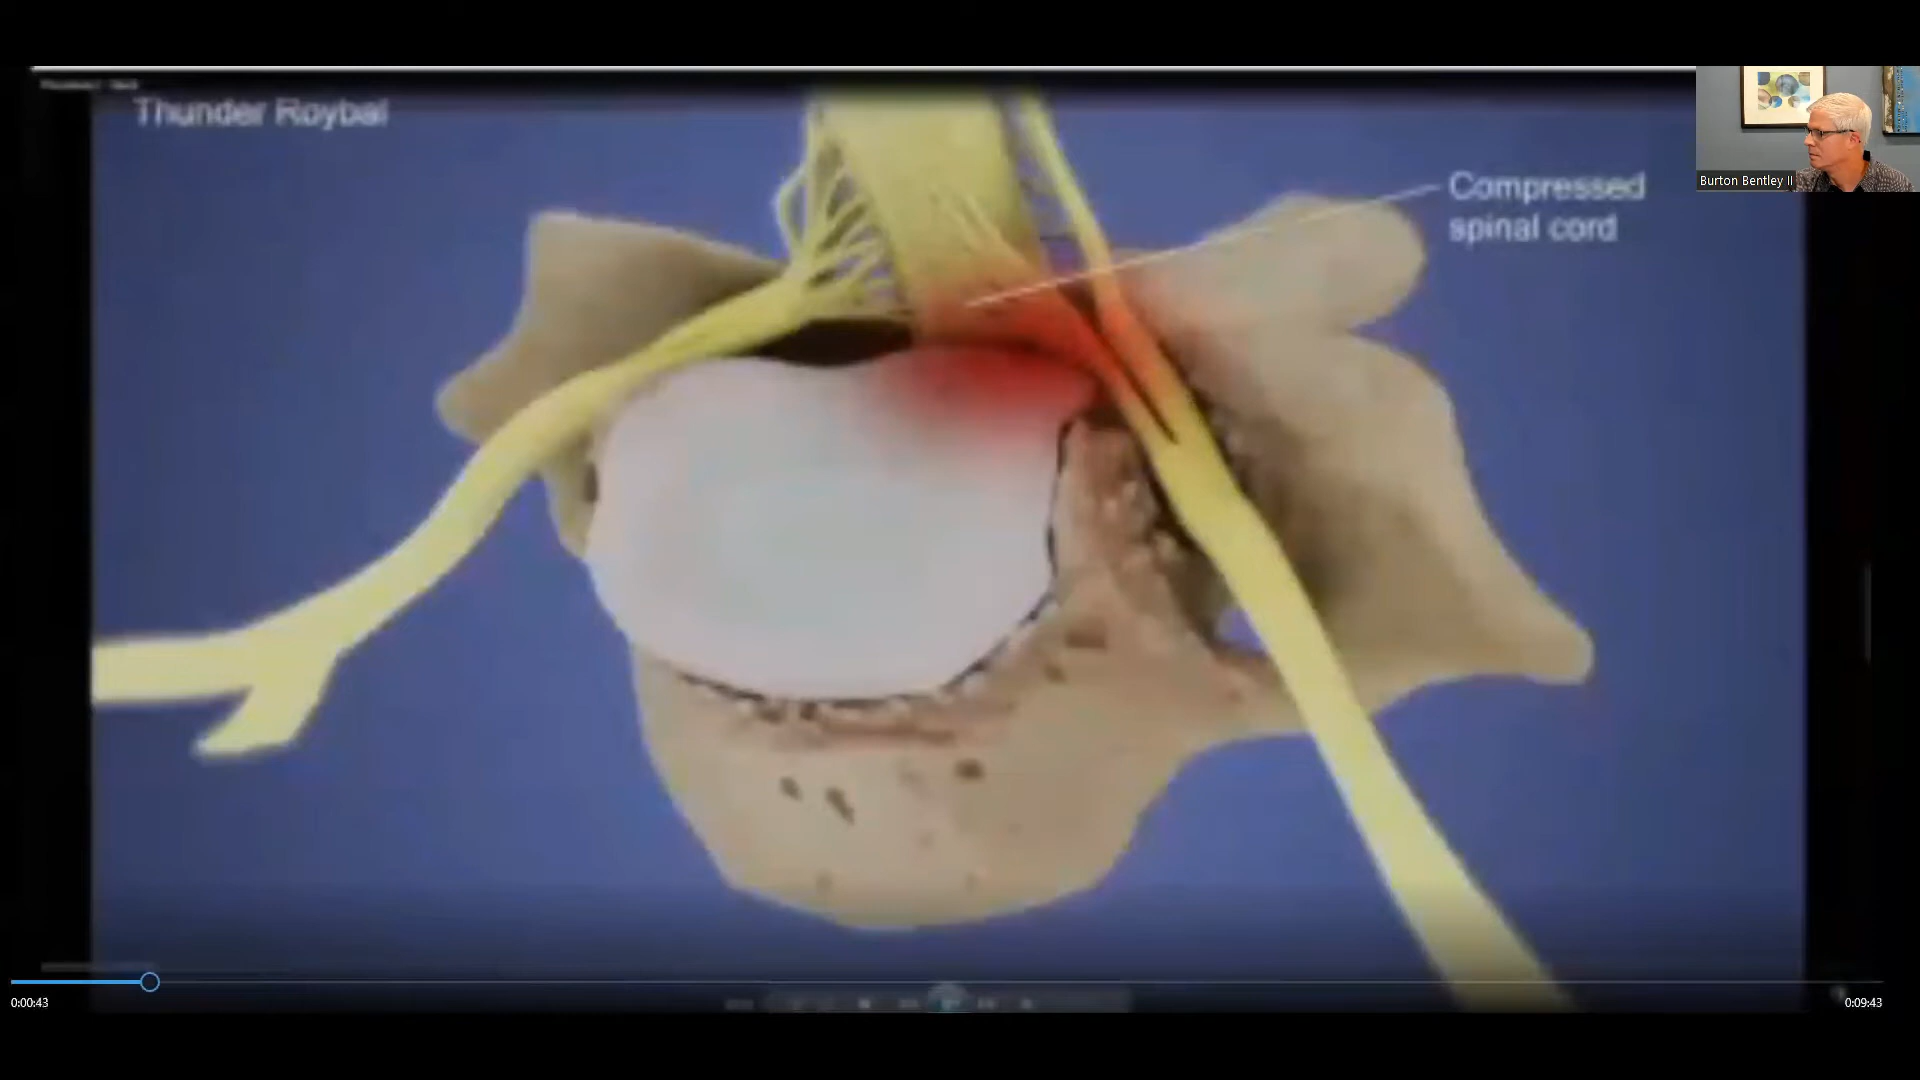 Thunder Roybal
Burton Bentley II
Compressed
spinal cord
0:00:43
0:09:43